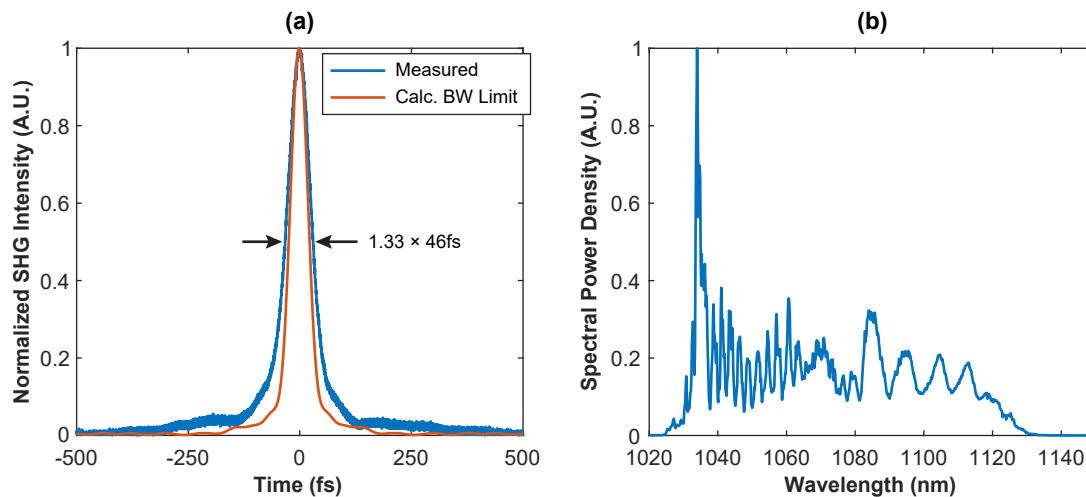 (a)
Normalized SHG Intensity (A.U.)
1
0.8
0.6
0.4
0.2
0
-500
-250
0
250
500
Time (fs)
Measured
Calc. BW Limit
1.33 × 46fs
(b)
Spectral Power Density (A.U.)
1
0.8
0.6
0.4
0.2
0
1020
1040
1060
1080
1100
1120
1140
Wavelength (nm)